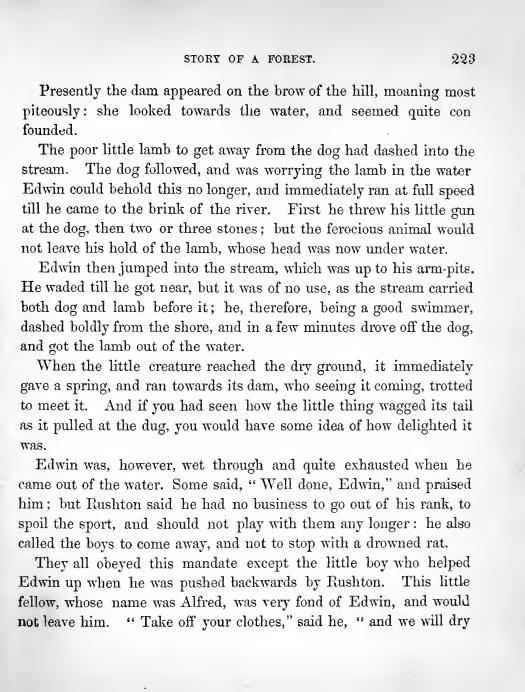 STORY OF A FOREST. 223
Presently the dam appeared on the brow of the hill, moaning most
piteously: she looked towards the water, and seemed quite con
founded.
The poor little lamb to get away from the dog had dashed into the
stream. The dog followed, and was worrying the lamb in the water
Edwin could behold this no longer, and immediately ran at full speed
till he came to the brink of the river. First he threw his little gun
at the dog, then two or three stones; but the ferocious animal would
not leave his hold of the lamb, whose head was now under water.
Edwin then jumped into the stream, which was up to his arm-pits.
He waded till he got near, but it was of no use, as the stream carried
both dog and lamb before it; he, therefore, being a good swimmer,
dashed boldly from the shore, and in a few minutes drove off the dog,
and got the lamb out of the water.
When the little creature reached the dry ground, it immediately
gave a spring, and ran towards its dam, who seeing it coming, trotted
to meet it. And if you had seen how the little thing wagged its tail
as it pulled at the dug, you would have some idea of how delighted it
was.
Edwin was, however, wet through and quite exhausted when he
came out of the water. Some said, “ Well done, Edwin,” and praised
him; but Rushton said he had no business to go out of his rank, to
spoil the sport, and should not play with them any longer: he also
called the boys to come away, and not to stop with a drowned rat.
They all obeyed this mandate except the little boy who helped
Edwin up when he was pushed backwards by Rushton. This little
fellow, whose name was Alfred, was very fond of Edwin, and would
not leave him. “ Take off your clothes,” said he, “ and we will dry